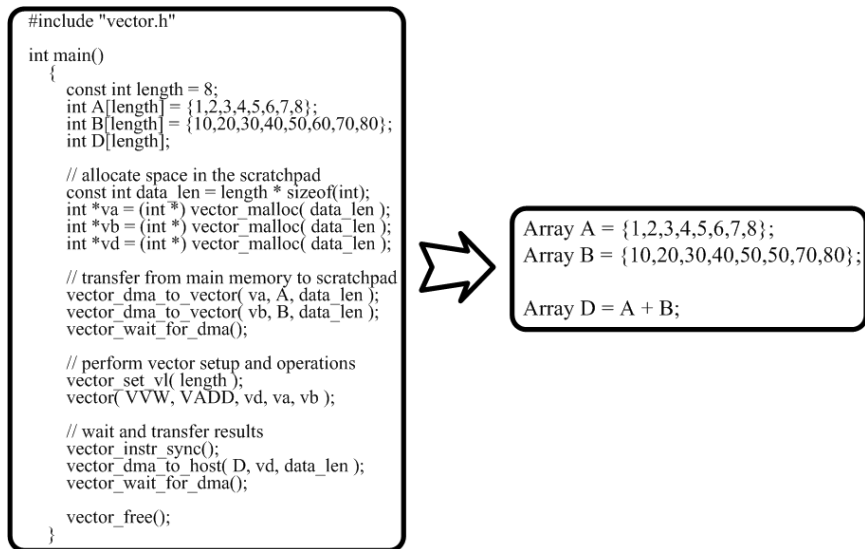 #include "vector.h"
int main()
{
const int length = 8;
int A[length] = {1,2,3,4,5,6,7,8};
int B[length] = {10,20,30,40,50,60,70,80};
int D[length];
// allocate space in the scratchpad
const int data_len = length * sizeof(int);
int *va = (int *) vector_malloc( data_len );
int *vb = (int *) vector_malloc( data_len );
int *vd = (int *) vector_malloc( data_len );
// transfer from main memory to scratchpad
vector_dma_to_vector( va, A, data_len );
vector_dma_to_vector( vb, B, data_len );
vector_wait_for_dma();
// perform vector setup and operations
vector_set_vl( length );
vector( VVW, VADD, vd, va, vb );
// wait and transfer results
vector_instr_sync();
vector_dma_to_host( D, vd, data_len );
vector_wait_for_dma();
vector_free();
}
Array A = {1,2,3,4,5,6,7,8};
Array B = {10,20,30,40,50,50,70,80};
Array D = A + B;